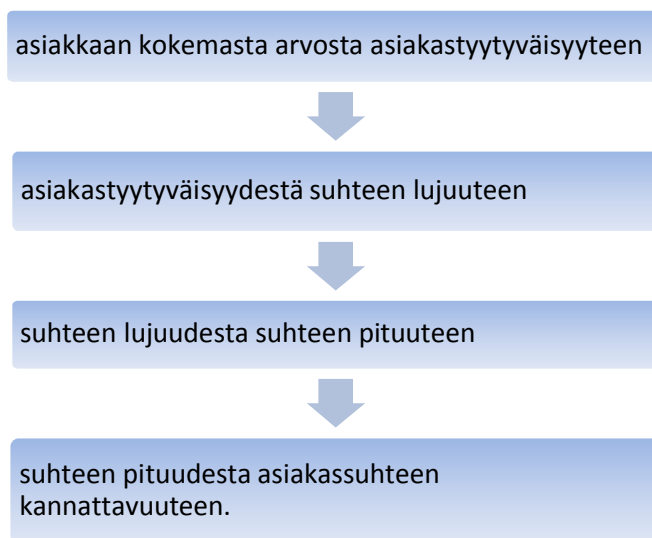 asiakkaan kokemasta arvosta asiakastyytyväisyyteen
asiakastyytyväisyydestä suhteen lujuuteen
suhteen lujuudesta suhteen pituuteen
suhteen pituudesta asiakassuhteen
kannattavuuteen.